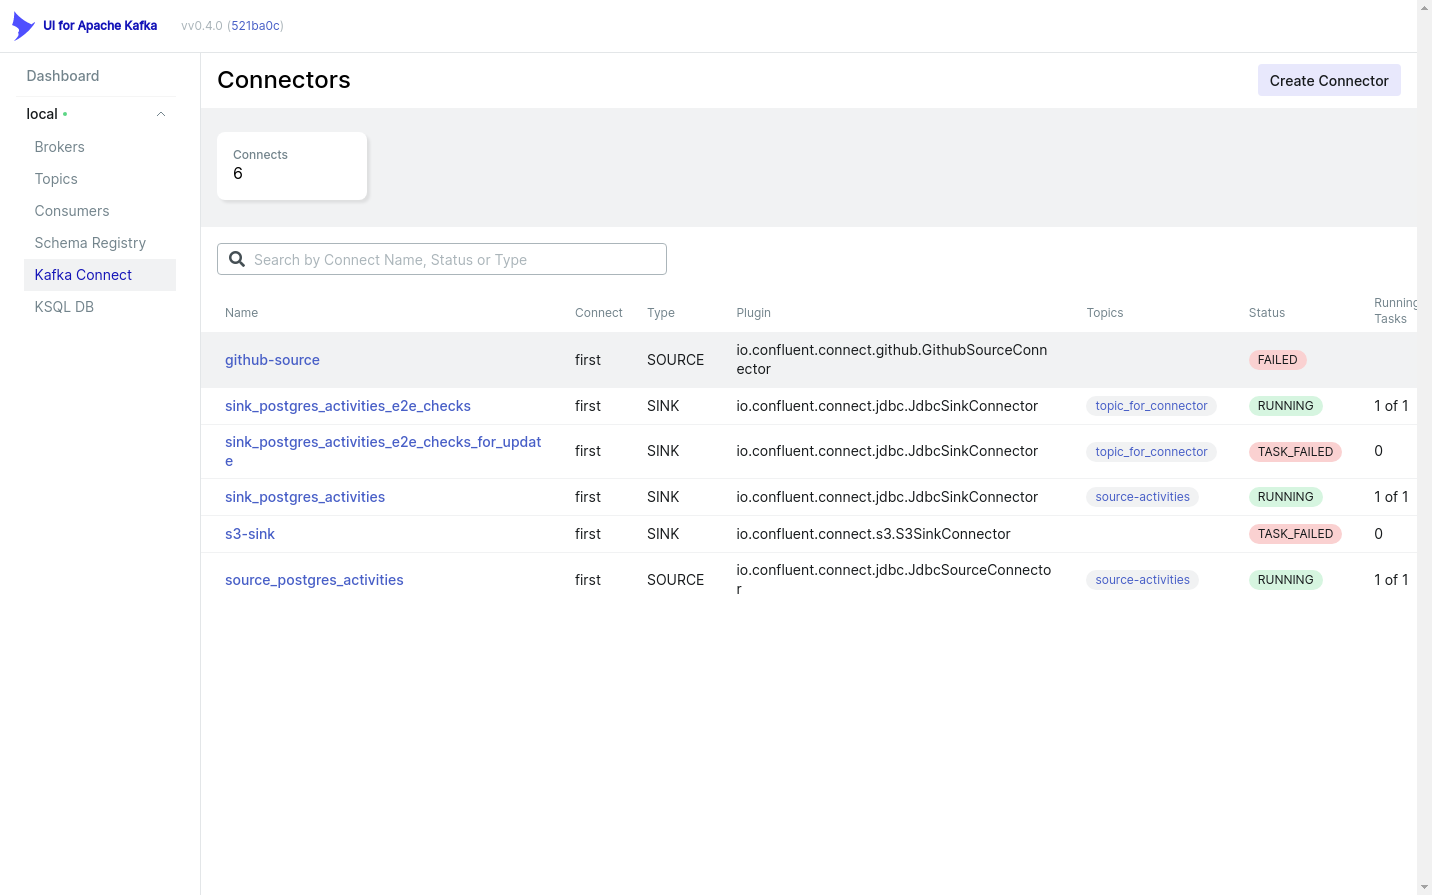 UI for Apache Kafka vv0.4.0 (521ba0c)
Dashboard
local
Brokers
Topics
Consumers
Schema Registry
Kafka Connect
KSQL DB
Connectors
Create Connector
Connects
6
Search by Connect Name, Status or Type
Name Connect Type Plugin Topics Status Running
Tasks
github-source first SOURCE io.confluent.connect.github.GithubSourceConn
ector FAILED
sink_postgres_activities_e2e_checks first SINK io.confluent.connect.jdbc.JdbcSinkConnector topic_for_connector RUNNING 1 of 1
sink_postgres_activities_e2e_checks_for_updat
e first SINK io.confluent.connect.jdbc.JdbcSinkConnector topic_for_connector TASK_FAILED 0
sink_postgres_activities first SINK io.confluent.connect.jdbc.JdbcSinkConnector source-activities RUNNING 1 of 1
s3-sink first SINK io.confluent.connect.s3.S3SinkConnector TASK_FAILED 0
source_postgres_activities first SOURCE io.confluent.connect.jdbc.JdbcSourceConnecto
r source-activities RUNNING 1 of 1